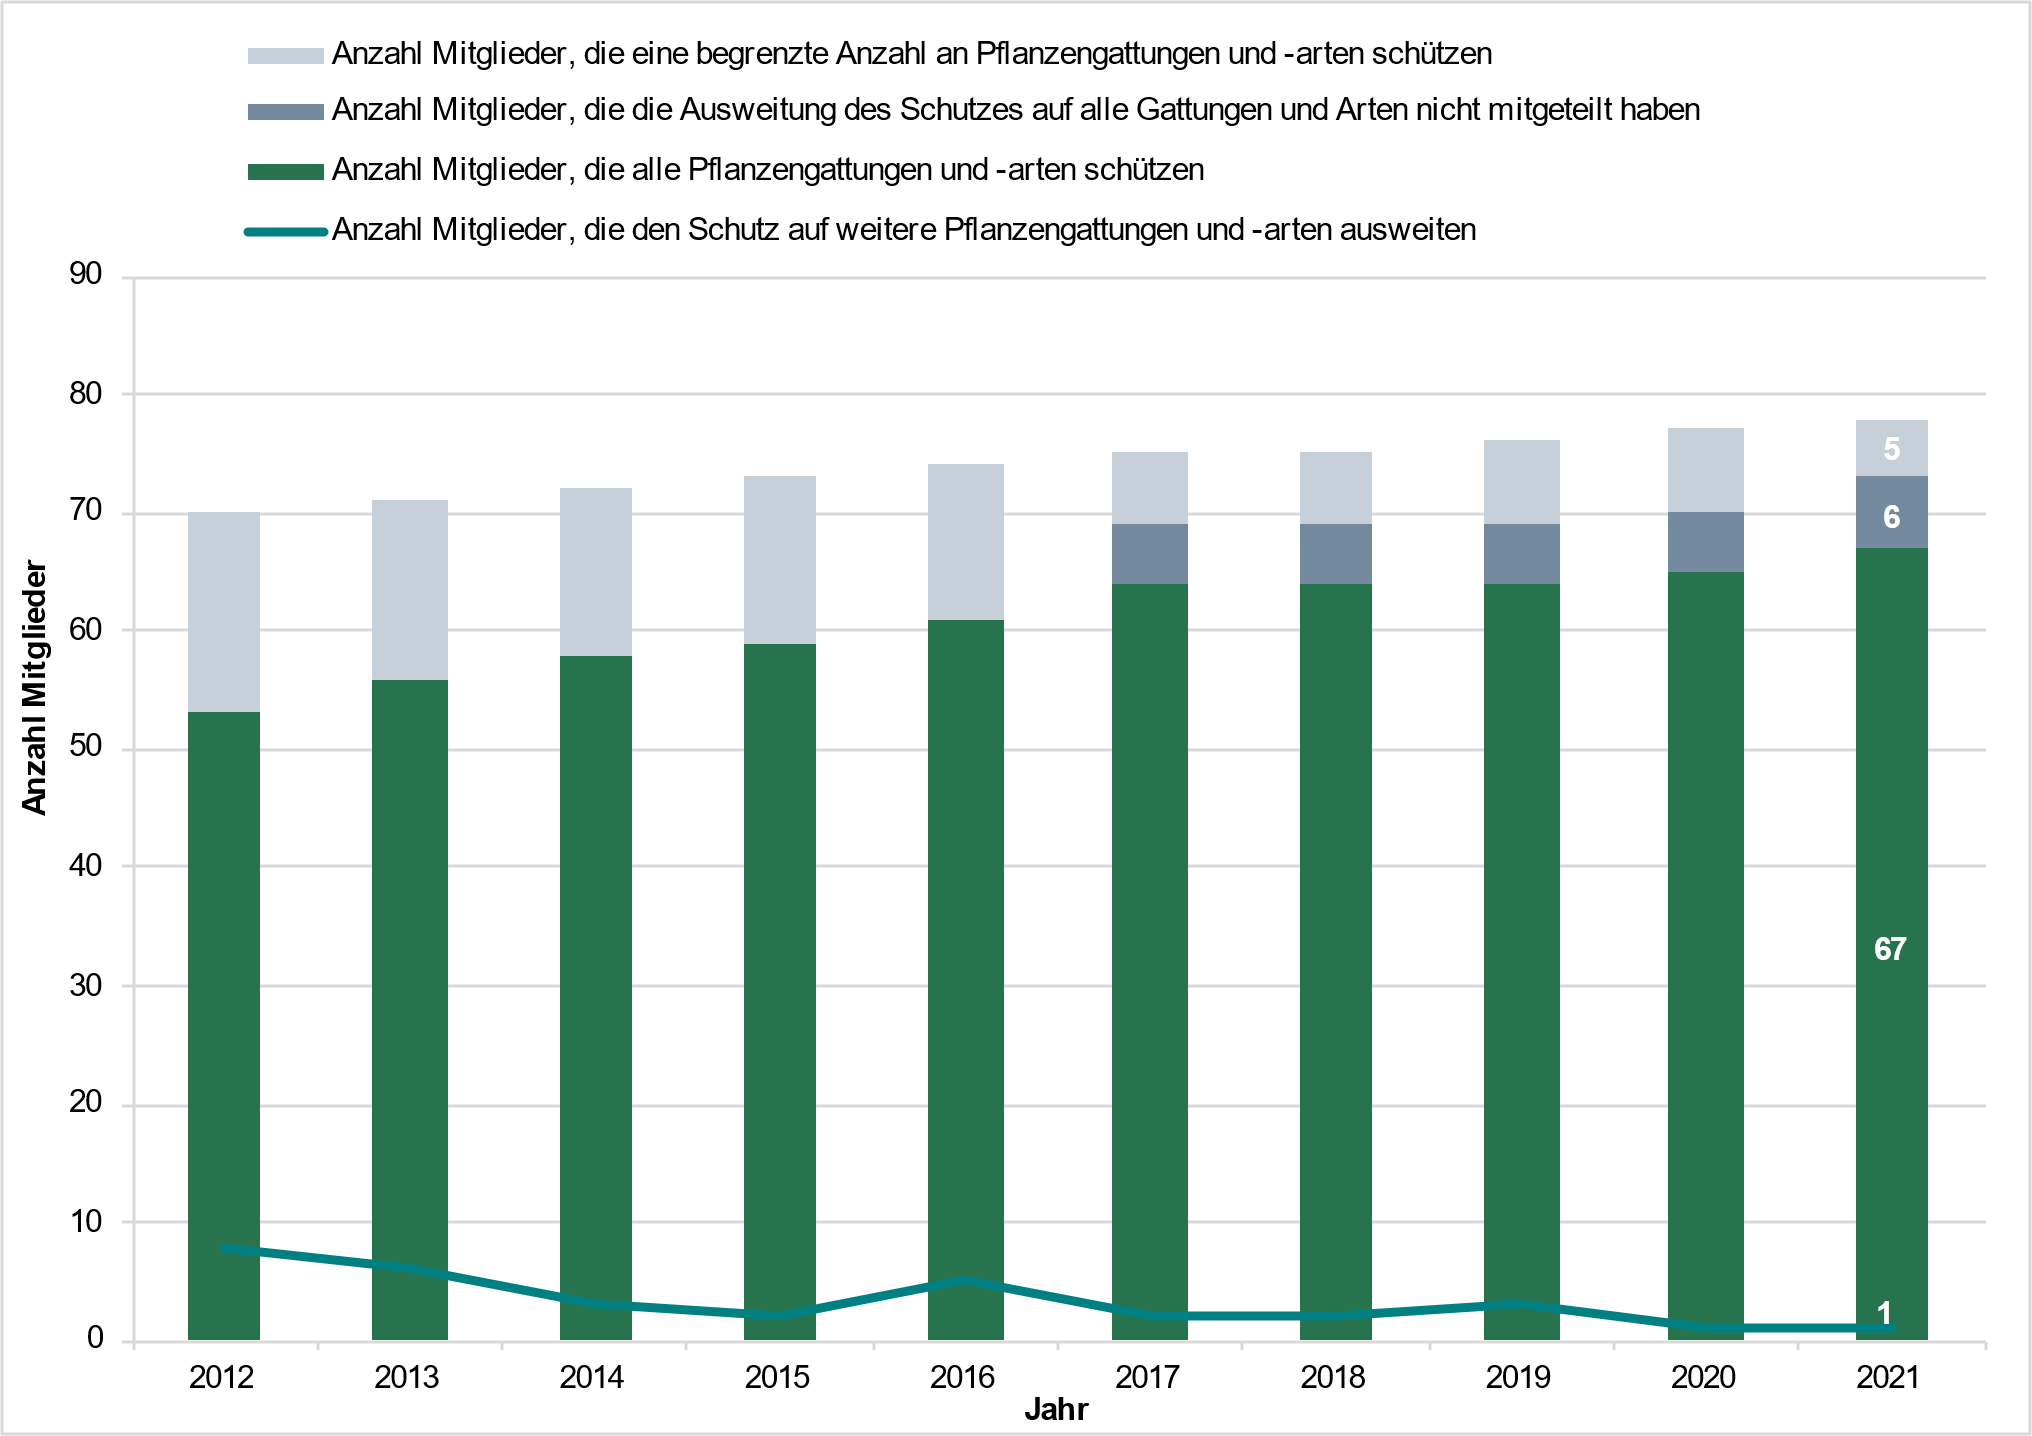 Anzahl Mitglieder, die eine begrenzte Anzahl an Pflanzengattungen und -arten schützen
Anzahl Mitglieder, die die Ausweitung des Schutzes auf alle Gattungen und Arten nicht mitgeteilt haben
Anzahl Mitglieder, die alle Pflanzengattungen und -arten schützen
Anzahl Mitglieder, die den Schutz auf weitere Pflanzengattungen und -arten ausweiten
90
80
70
60
50
40
30
20
10
0
Anzahl Mitglieder
5
6
67
1
2012 2013 2014 2015 2016 2017 2018 2019 2020 2021
Jahr